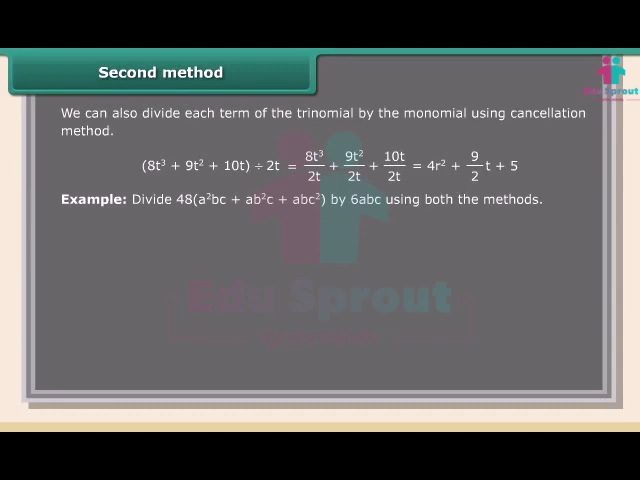 Second method
Edu Sprout
We can also divide each term of the trinomial by the monomial using cancellation
method.
(8t³ + 9t² + 10t) ÷ 2t = 8t³/2t + 9t²/2t + 10t/2t = 4r² + 9/2 t + 5
Example: Divide 48(a²bc + ab²c + abc²) by 6abc using both the methods.
Edu Sprout